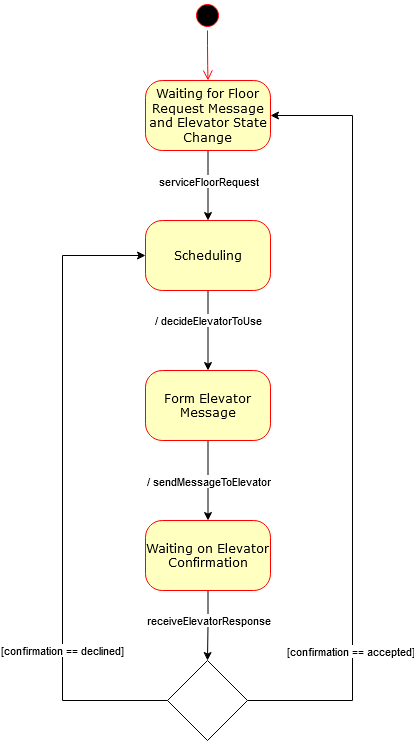 Waiting for Floor
Request Message
and Elevator State
Change
serviceFloorRequest
Scheduling
/ decideElevatorToUse
Form Elevator
Message
/ sendMessageToElevator
Waiting on Elevator
Confirmation
receiveElevatorResponse
[confirmation == declined]
[confirmation == accepted]